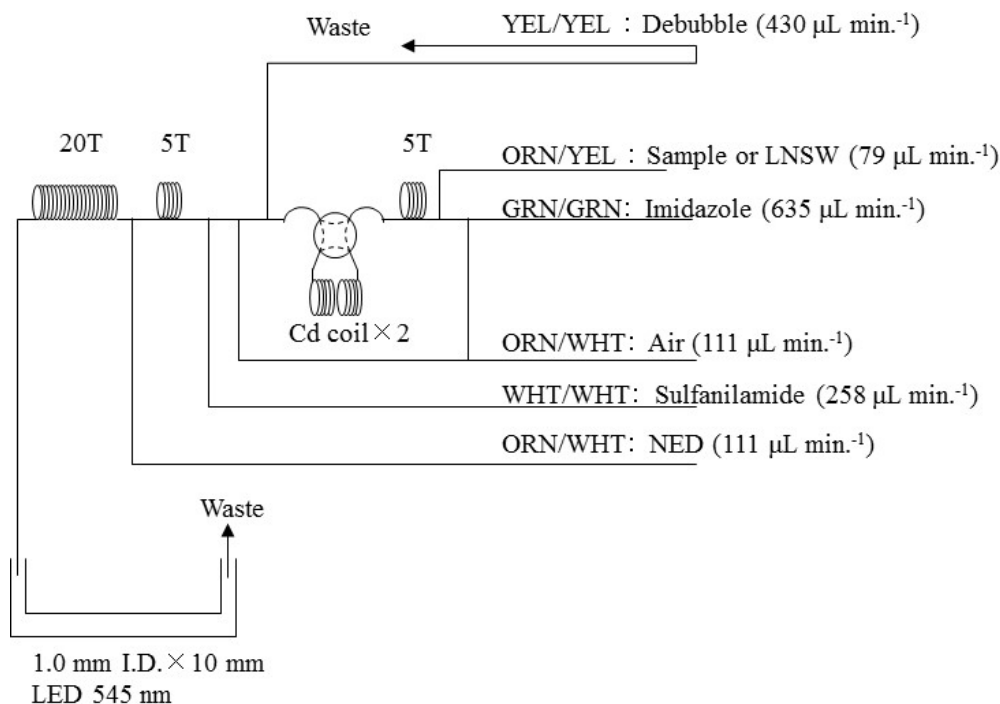 Waste
YEL/YEL : Debubble (430 μL min.-1)
20T
5T
5T
ORN/YEL : Sample or LNSW (79 μL min.-1)
GRN/GRN: Imidazole (635 μL min.-1)
Cd coil×2
ORN/WHT: Air (111 μL min.-1)
WHT/WHT: Sulfanilamide (258 μL min.-1)
ORN/WHT: NED (111 μL min.-1)
Waste
1.0 mm I.D.×10 mm
LED 545 nm